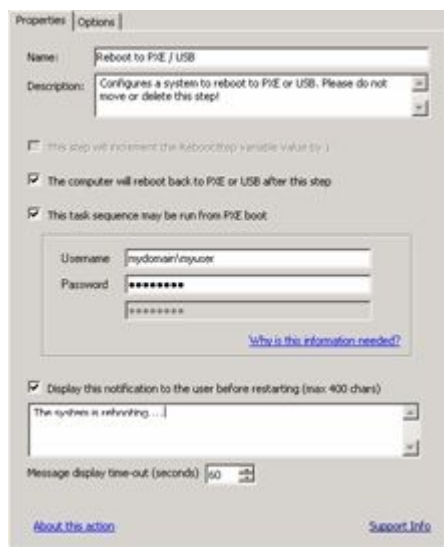 Properties Options
Name: Reboot to PXE / USB
Description: Configures a system to reboot to PXE or USB. Please do not
move or delete this step!
This step will increment the RebootStep variable value by 1
The computer will reboot back to PXE or USB after this step
This task sequence may be run from PXE boot
Username mydomain\myuser
Password ••••••••
••••••••
Why is this information needed?
Display this notification to the user before restarting (max 400 chars)
The system is rebooting....
Message display time-out (seconds) 60
About this action Support Info